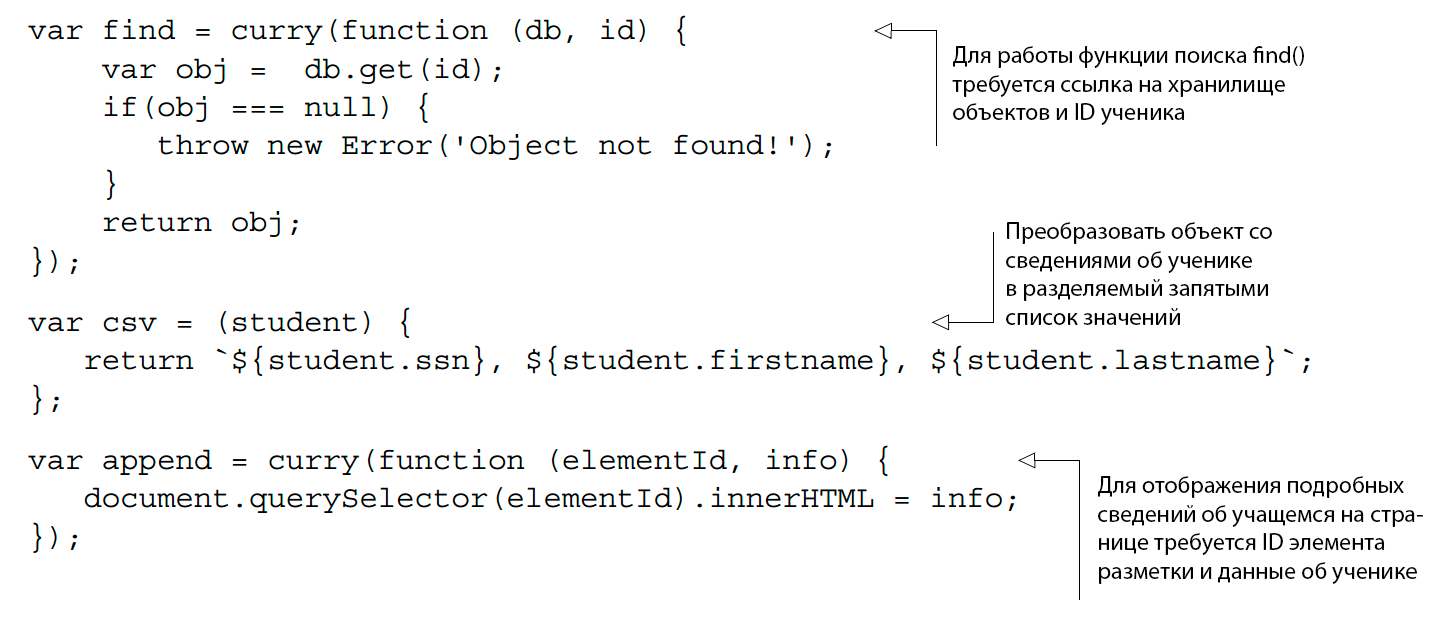 var find = curry(function (db, id) {
    var obj =  db.get(id);
    if(obj === null) {
       throw new Error('Object not found!');
    }
    return obj;
});
Для работы функции поиска find()
требуется ссылка на хранилище
объектов и ID ученика
var csv = (student) {
   return `${student.ssn}, ${student.firstname}, ${student.lastname}`;
};
Преобразовать объект со
сведениями об ученике
в разделяемый запятыми
список значений
var append = curry(function (elementId, info) {
   document.querySelector(elementId).innerHTML = info;
});
Для отображения подробных
сведений об учащемся на стра-
нице требуется ID элемента
разметки и данные об ученике